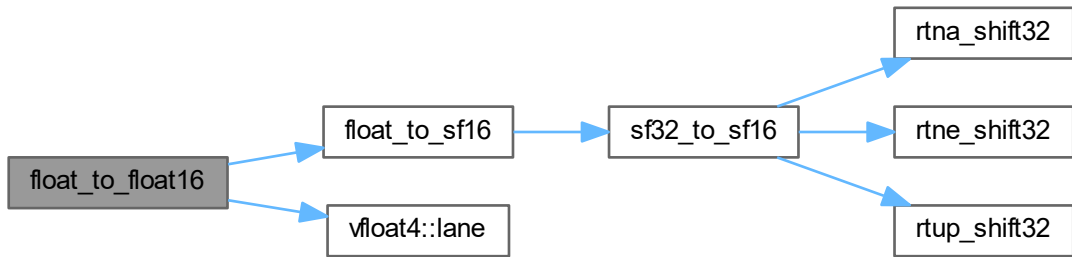 float_to_float16
float_to_sf16
vfloat4::lane
sf32_to_sf16
rtna_shift32
rtne_shift32
rtup_shift32